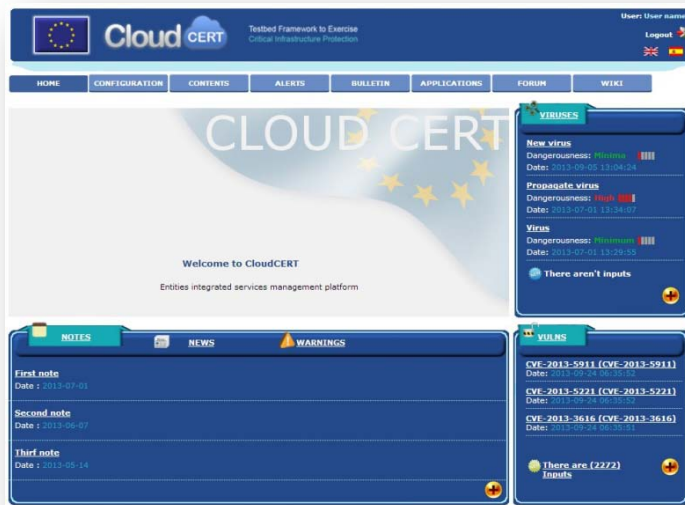 User: User name
Cloud CERT
Testbed Framework to Exercise
Critical Infrastructure Protection
Logout
HOME CONFIGURATION CONTENTS ALERTS BULLETIN APPLICATIONS FORUM WIKI
CLOUD CERT
Welcome to CloudCERT
Entities integrated services management platform
VIRUSES
New virus
Dangerousness: Minima
Date: 2013-09-05 13:04:24
Propagate virus
Dangerousness: High
Date: 2013-07-01 13:34:07
Virus
Dangerousness: Minimum
Date: 2013-07-01 13:29:55
There aren't inputs
NOTES NEWS WARNINGS
First note
Date : 2013-07-01
Second note
Date : 2013-06-07
Thirf note
Date : 2013-05-14
VULNS
CVE-2013-5911 (CVE-2013-5911)
Date: 2013-09-24 06:35:52
CVE-2013-5221 (CVE-2013-5221)
Date: 2013-09-24 06:35:52
CVE-2013-3616 (CVE-2013-3616)
Date: 2013-09-24 06:35:51
There are (2272)
Inputs